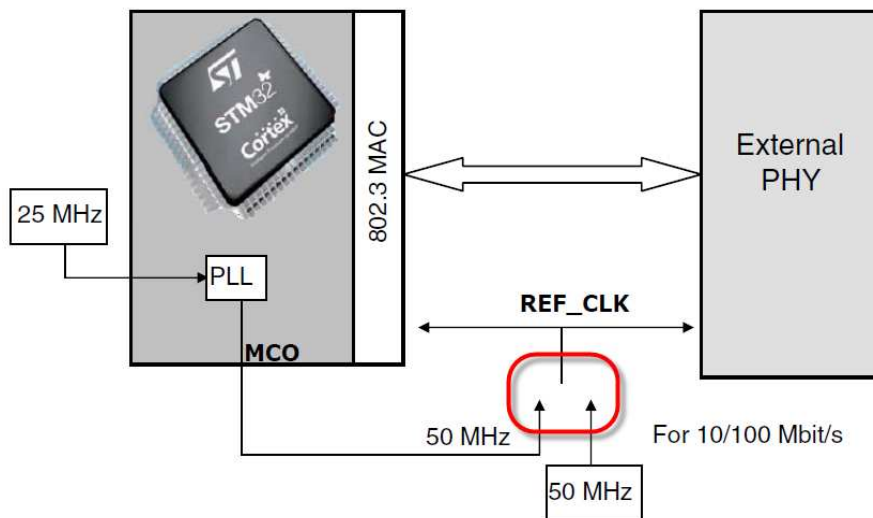 ST
STM32
Cortex
802.3 MAC
External
PHY
25 MHz
PLL
REF_CLK
MCO
50 MHz
For 10/100 Mbit/s
50 MHz